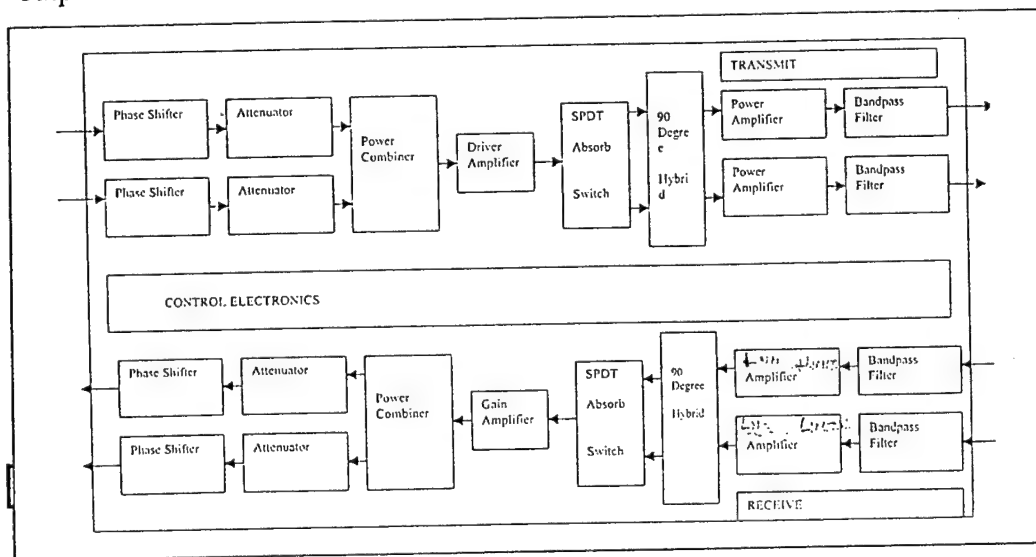 TRANSMIT
Phase Shifter
Attenuator
Power
Combiner
Driver
Amplifier
SPDT
Absorb
Switch
90
Degre
e
Hybri
d
Power
Amplifier
Bandpass
Filter
Phase Shifter
Attenuator
Power
Amplifier
Bandpass
Filter
CONTROL ELECTRONICS
Phase Shifter
Attenuator
Power
Combiner
Gain
Amplifier
SPDT
Absorb
Switch
90
Degree
Hybrid
Amplifier
Bandpass
Filter
Phase Shifter
Attenuator
Amplifier
Bandpass
Filter
RECEIVE